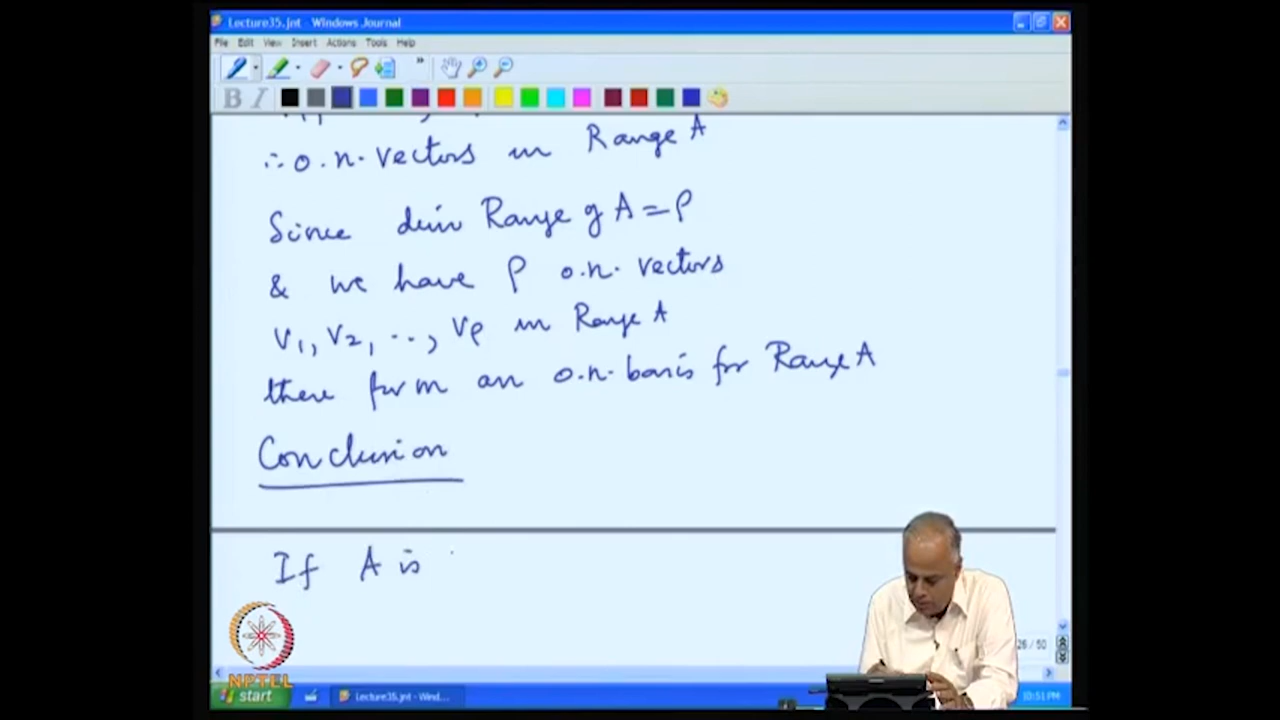 Lecture35.jnt - Windows Journal
File Edit View Insert Actions Tools Help
B I
∴ o.n. vectors in Range A
Since dim Range of A = ρ
& we have ρ o.n. vectors
v1, v2, ..., vρ in Range A
these form an o.n. basis for Range A
Conclusion
If A is
NPTEL
26 / 50
start Lecture35.jnt - Wind... 10:51 PM